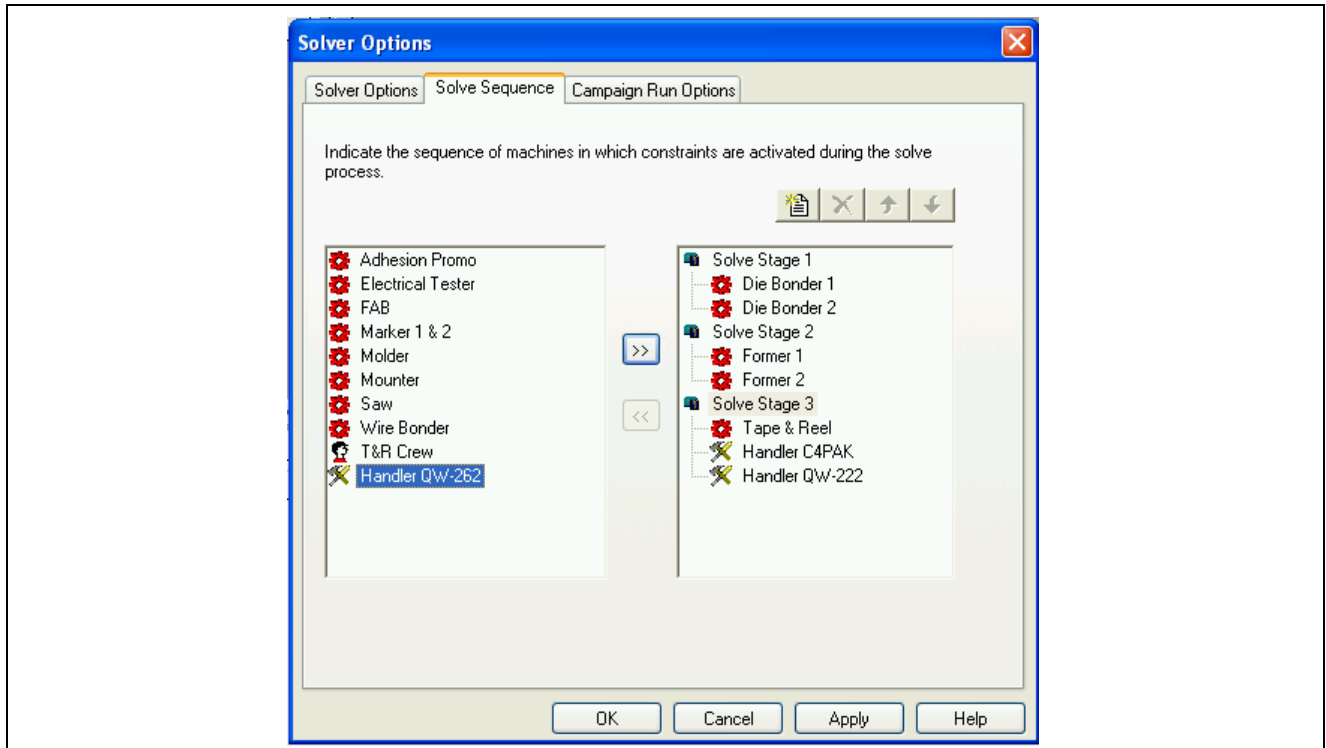 Solver Options
Solver Options Solve Sequence Campaign Run Options
Indicate the sequence of machines in which constraints are activated during the solve
process.
Adhesion Promo
Electrical Tester
FAB
Marker 1 & 2
Molder
Mounter
Saw
Wire Bonder
T&R Crew
Handler QW-262
>>
<<
Solve Stage 1
Die Bonder 1
Die Bonder 2
Solve Stage 2
Former 1
Former 2
Solve Stage 3
Tape & Reel
Handler C4PAK
Handler QW-222
OK Cancel Apply Help